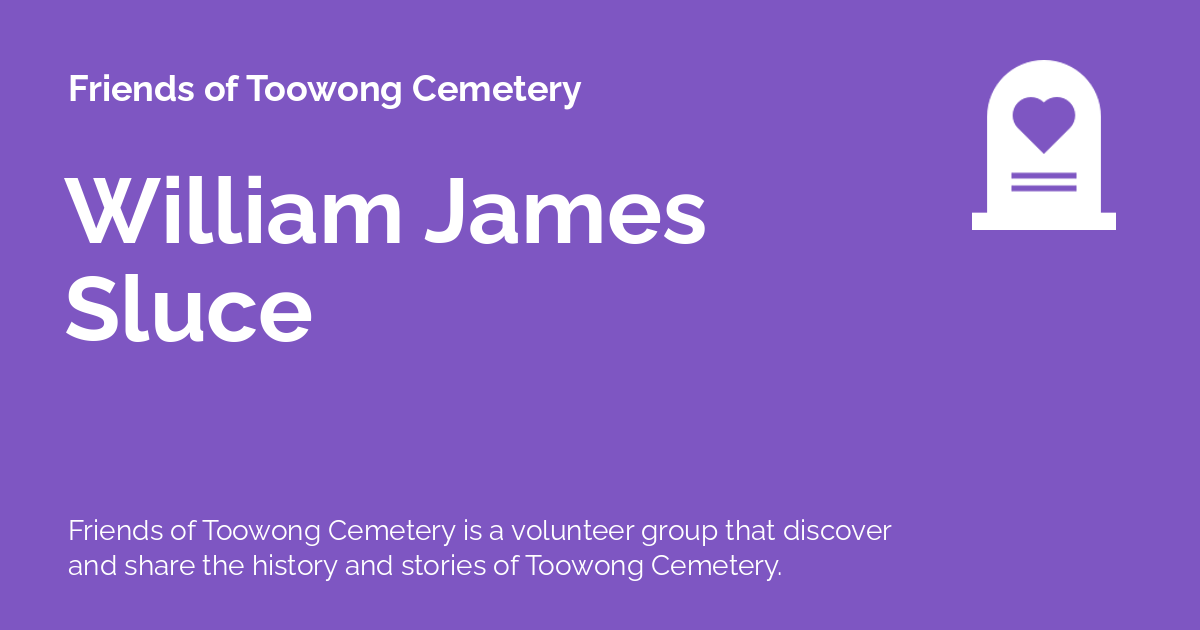 Friends of Toowong Cemetery
William James
Sluce
Friends of Toowong Cemetery is a volunteer group that discover
and share the history and stories of Toowong Cemetery.